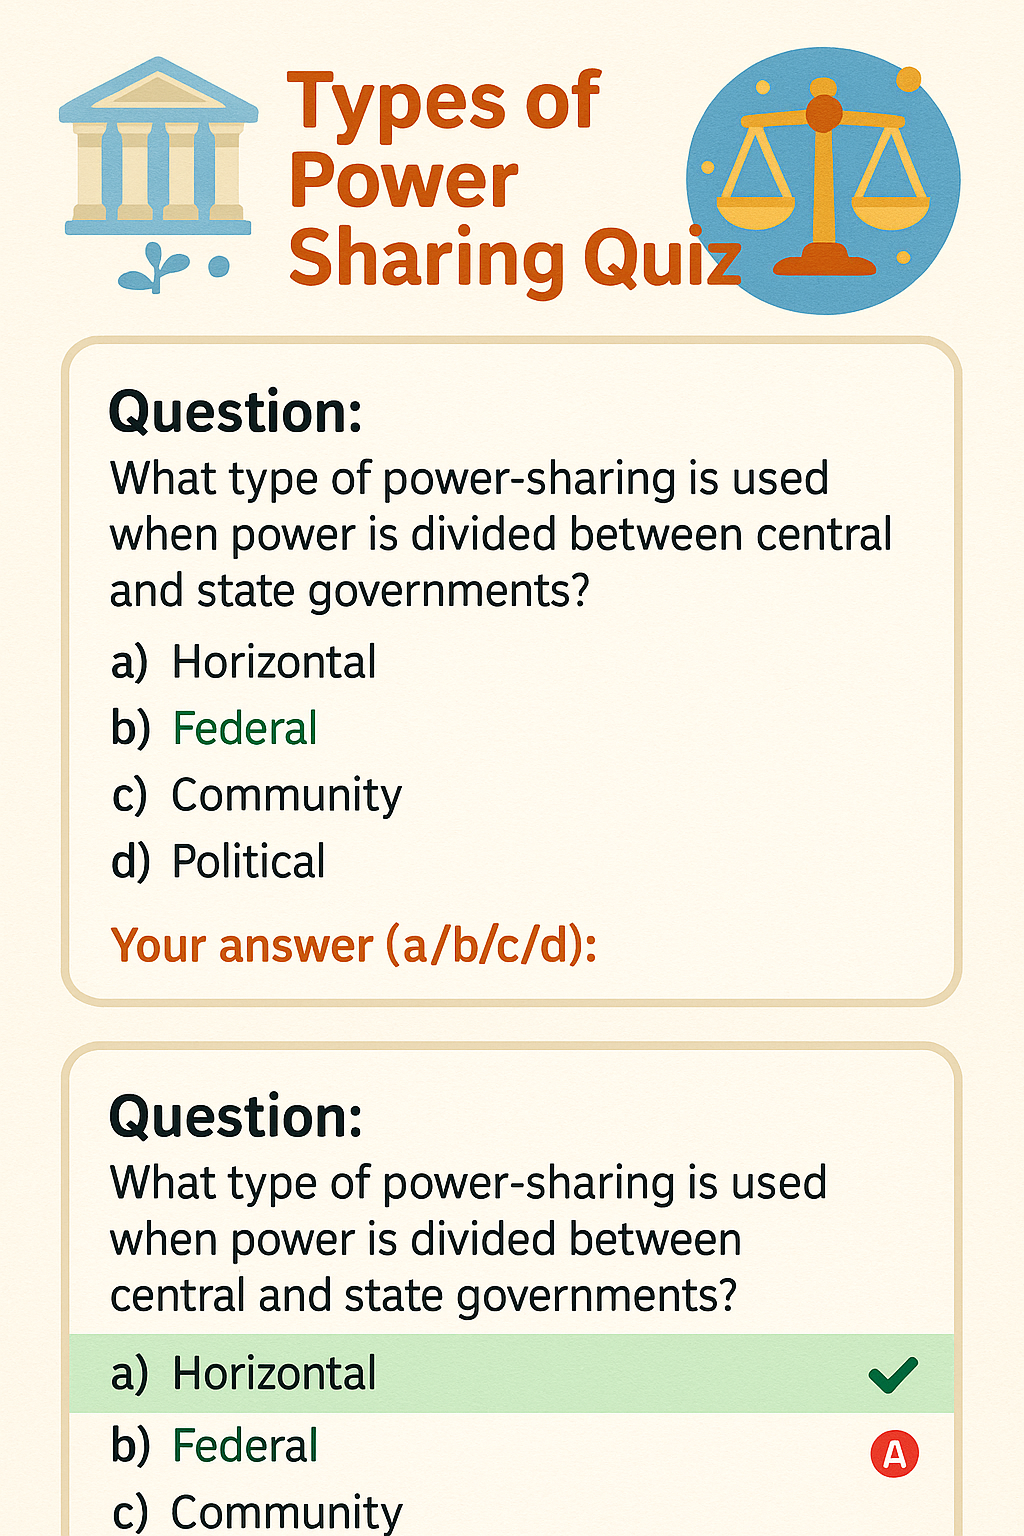 Types of
Power
Sharing Quiz
Question:
What type of power-sharing is used
when power is divided between central
and state governments?
a) Horizontal
b) Federal
c) Community
d) Political
Your answer (a/b/c/d):
Question:
What type of power-sharing is used
when power is divided between
central and state governments?
a) Horizontal
b) Federal A
c) Community